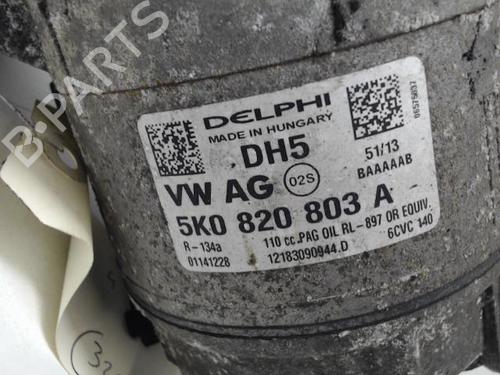 B-PARTS
DELPHI
MADE IN HUNGARY
DH5
51/13
BAAAAAB
VW AG 02S
5K0 820 803 A
R-134a 110 cc.PAG OIL RL-897 OR EQUIV.
01141228 12183090944.D 6CVC 140